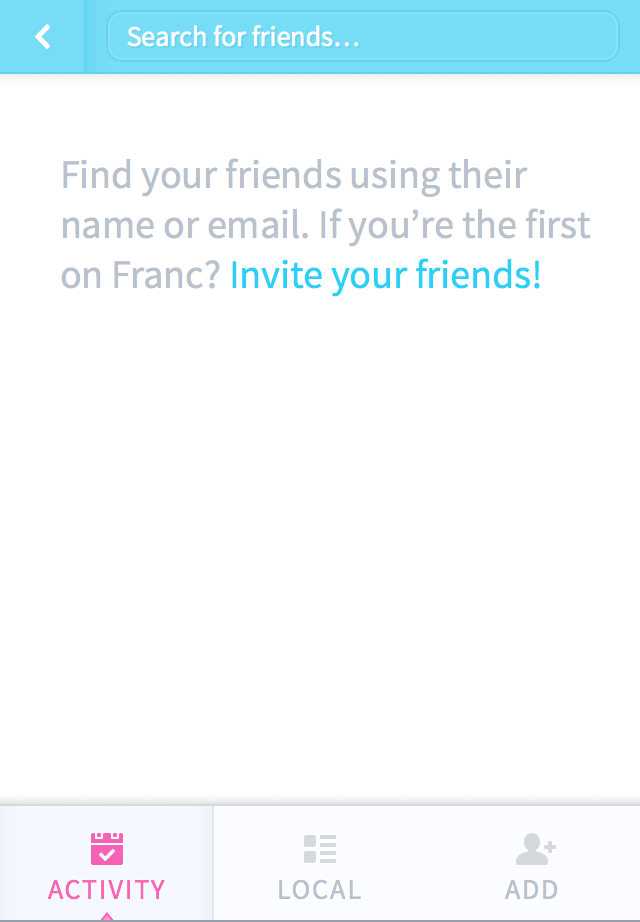 Search for friends...
Find your friends using their
name or email. If you’re the first
on Franc? Invite your friends!
ACTIVITY
LOCAL
ADD